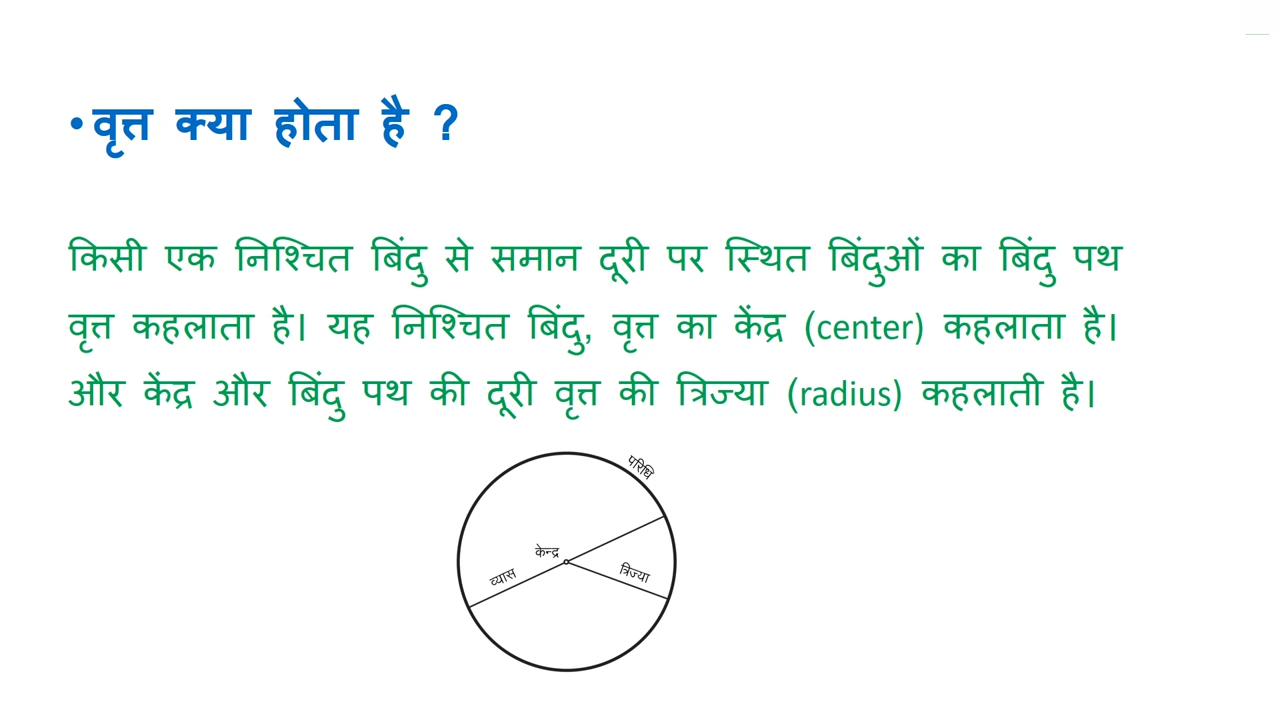 • वृत्त क्या होता है ?
किसी एक निश्चित बिंदु से समान दूरी पर स्थित बिंदुओं का बिंदु पथ
वृत्त कहलाता है। यह निश्चित बिंदु, वृत्त का केंद्र (center) कहलाता है।
और केंद्र और बिंदु पथ की दूरी वृत्त की त्रिज्या (radius) कहलाती है।
परिधि
केन्द्र
व्यास
त्रिज्या